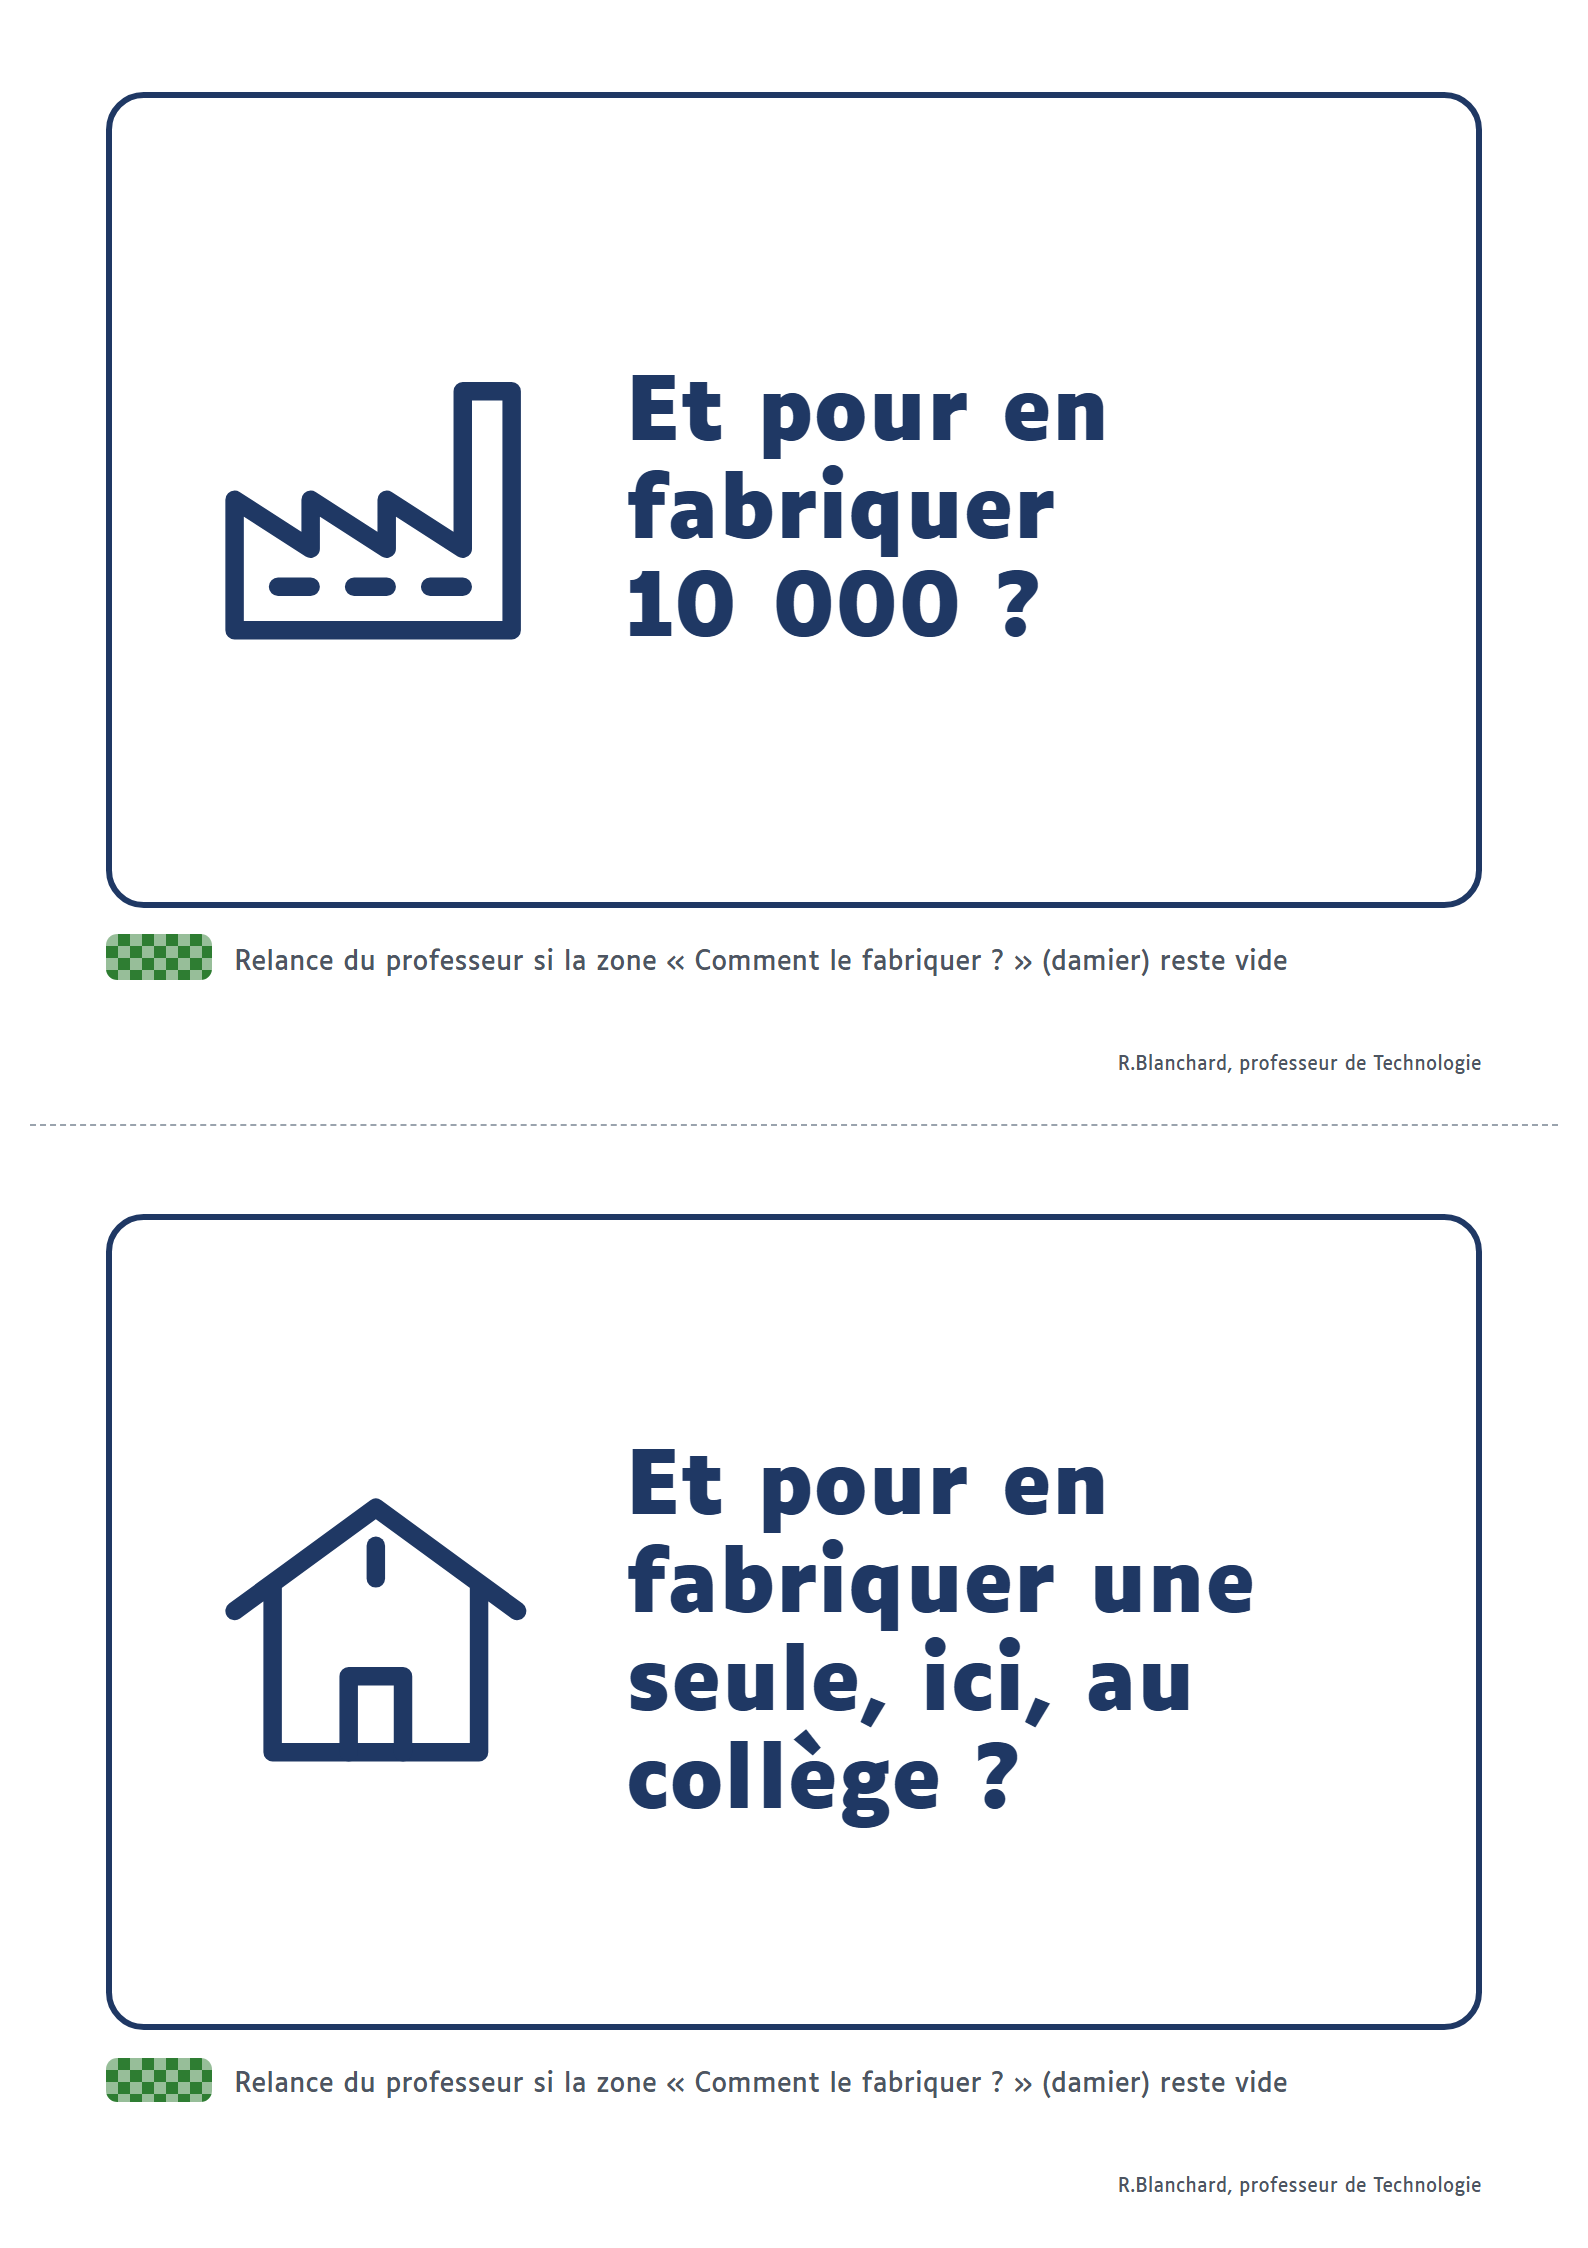 Et pour en
fabriquer
10 000 ?
Relance du professeur si la zone « Comment le fabriquer ? » (damier) reste vide
R.Blanchard, professeur de Technologie
Et pour en
fabriquer une
seule, ici, au
collège ?
Relance du professeur si la zone « Comment le fabriquer ? » (damier) reste vide
R.Blanchard, professeur de Technologie